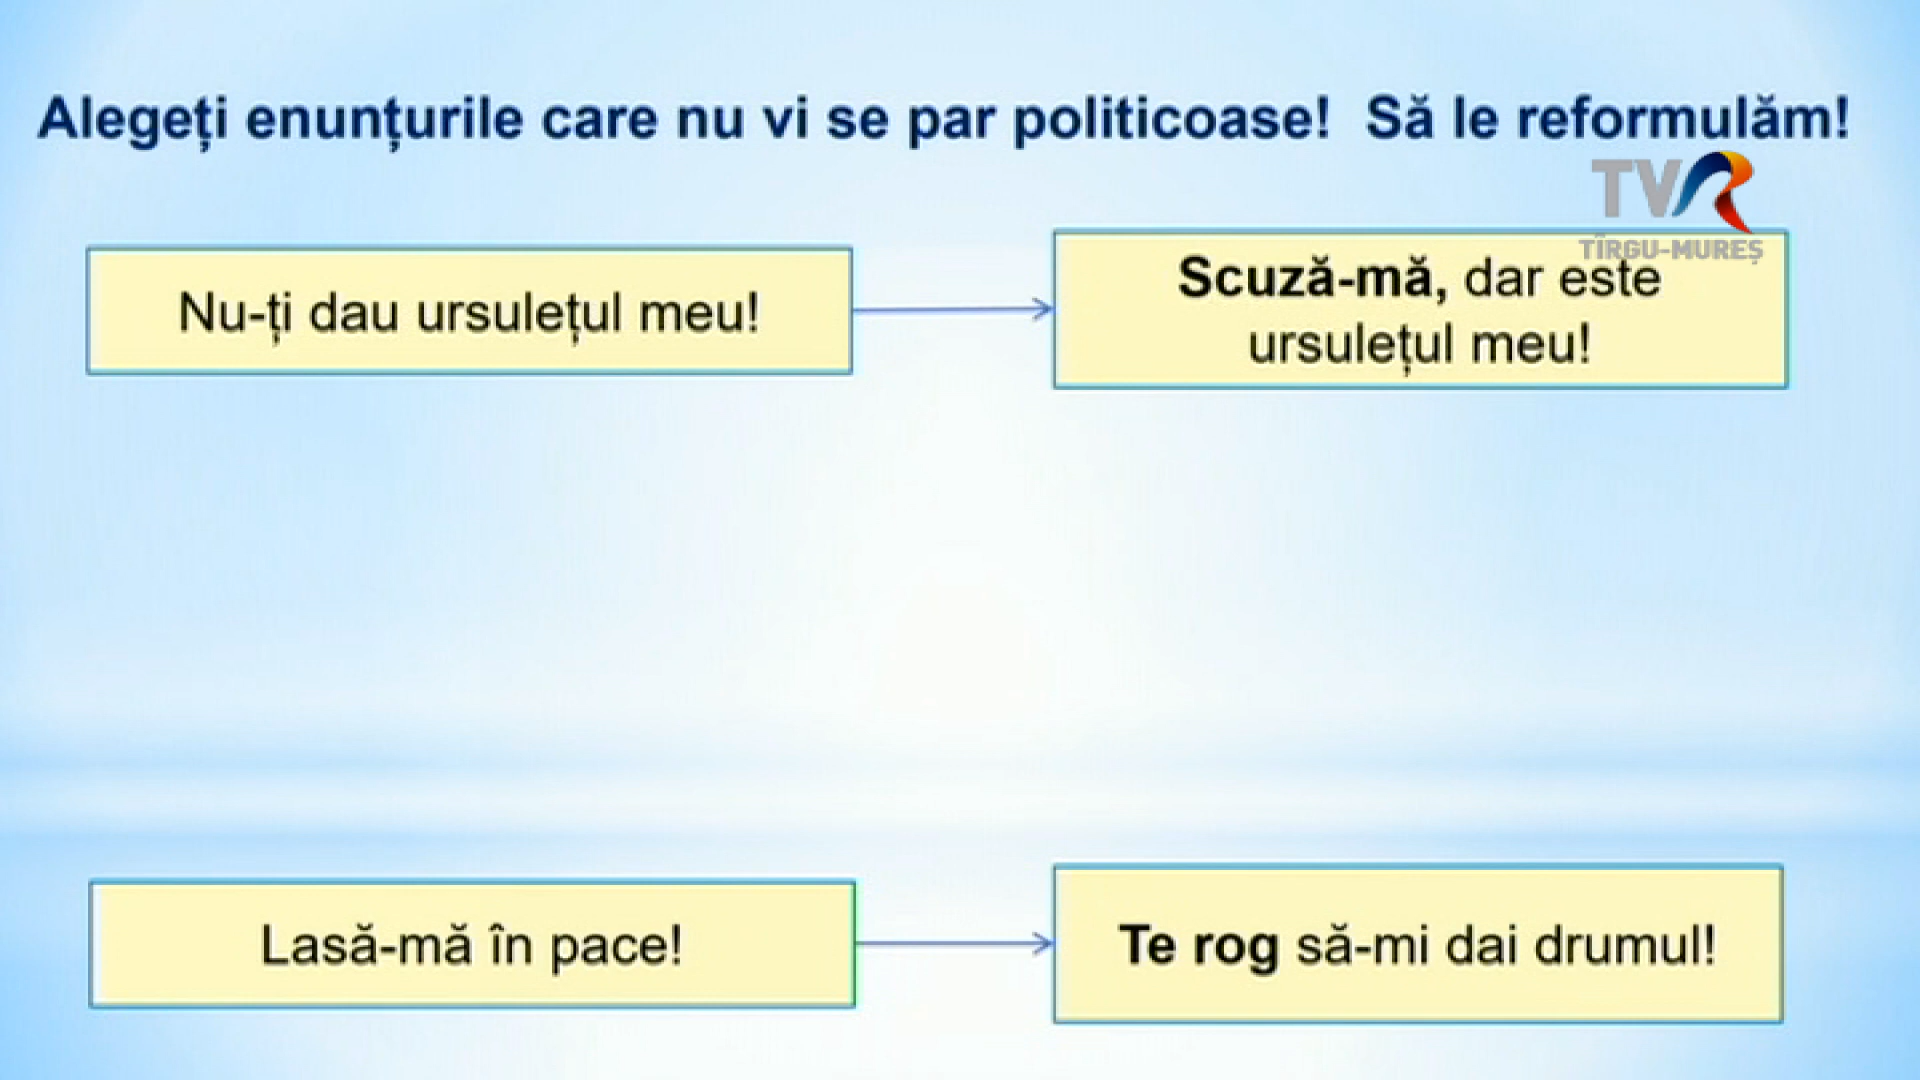 Alegeți enunțurile care nu vi se par politicoase! Să le reformulăm!
TVR
TÎRGU-MUREȘ
Nu-ți dau ursulețul meu!
Scuză-mă, dar este
ursulețul meu!
Lasă-mă în pace!
Te rog să-mi dai drumul!